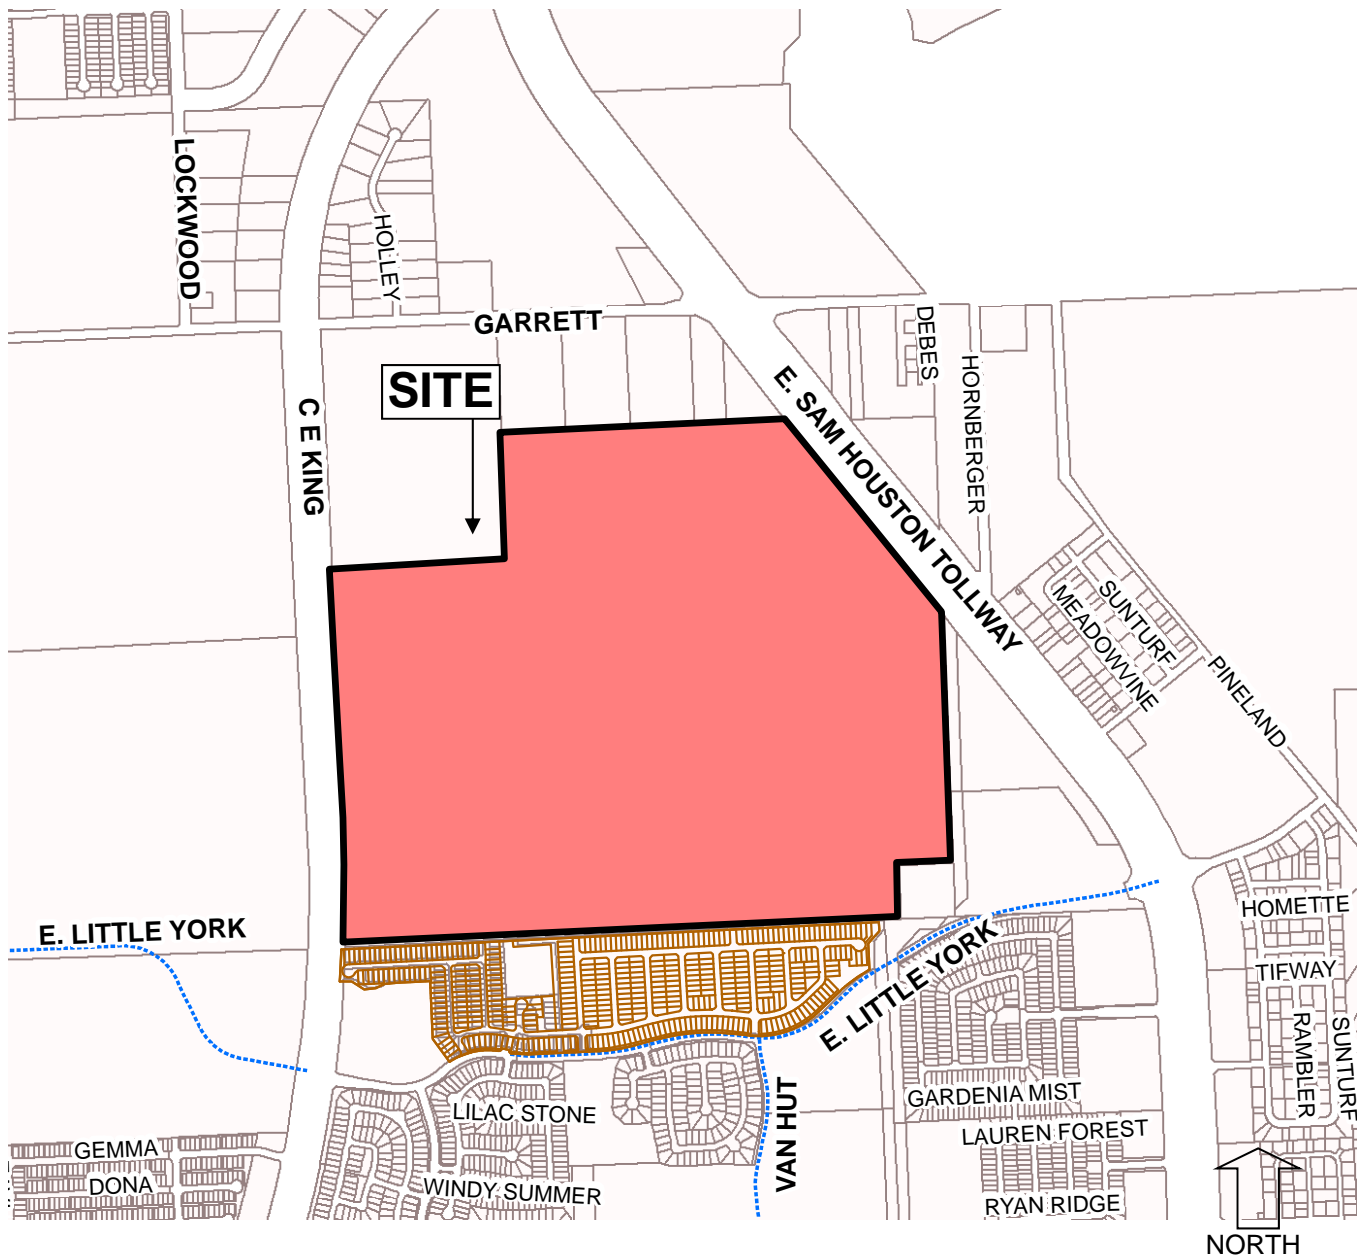 LOCKWOOD
HOLLEY
GARRETT
DEBES
HORNBERGER
SITE
C E KING
E. SAM HOUSTON TOLLWAY
SUNTURF
MEADOWVINE
PINELAND
E. LITTLE YORK
E. LITTLE YORK
HOMETTE
TIFWAY
RAMBLER
SUNTURF
VAN HUT
LILAC STONE
GARDENIA MIST
LAUREN FOREST
GEMMA
DONA
WINDY SUMMER
RYAN RIDGE
NORTH